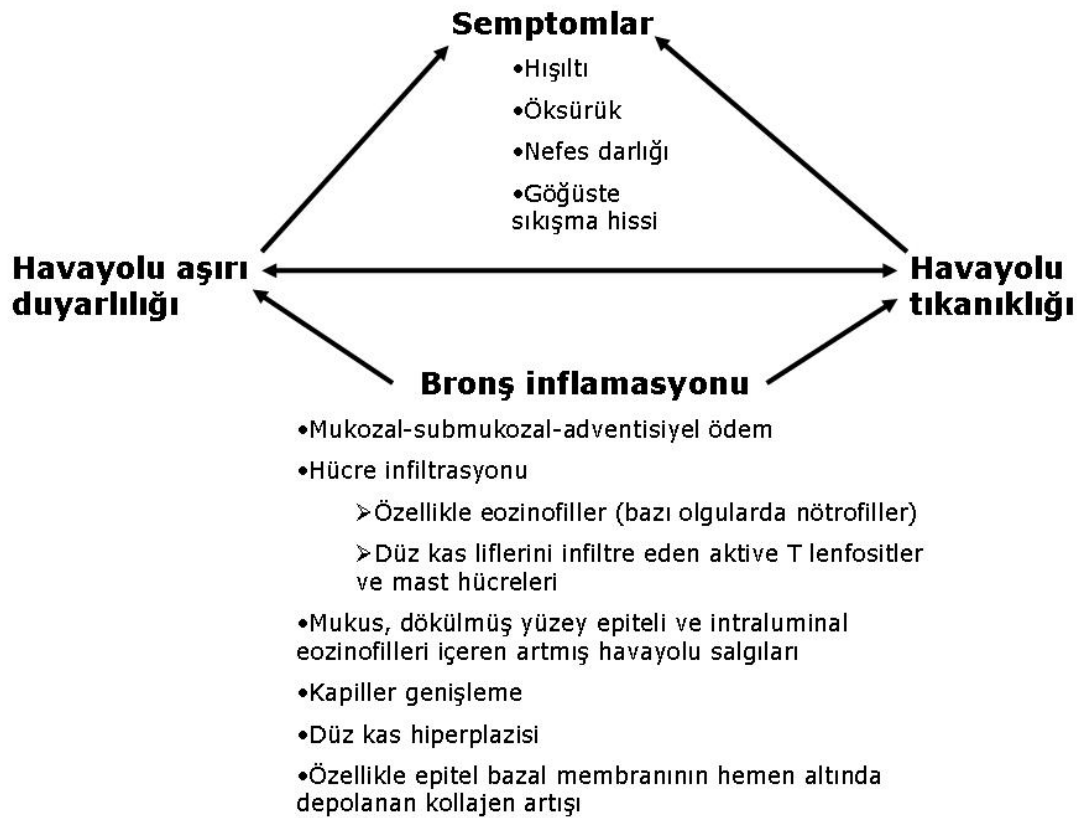 Semptomlar
•Hışıltı
•Öksürük
•Nefes darlığı
•Göğüste
sıkışma hissi
Havayolu aşırı
duyarlılığı
Havayolu
tıkanıklığı
Bronş inflamasyonu
•Mukozal-submukozal-adventisiyel ödem
•Hücre infiltrasyonu
➢Özellikle eozinofiller (bazı olgularda nötrofiller)
➢Düz kas liflerini infiltre eden aktive T lenfositler
ve mast hücreleri
•Mukus, dökülmüş yüzey epiteli ve intraluminal
eozinofilleri içeren artmış havayolu salgıları
•Kapiller genişleme
•Düz kas hiperplazisi
•Özellikle epitel bazal membranının hemen altında
depolanan kollajen artışı